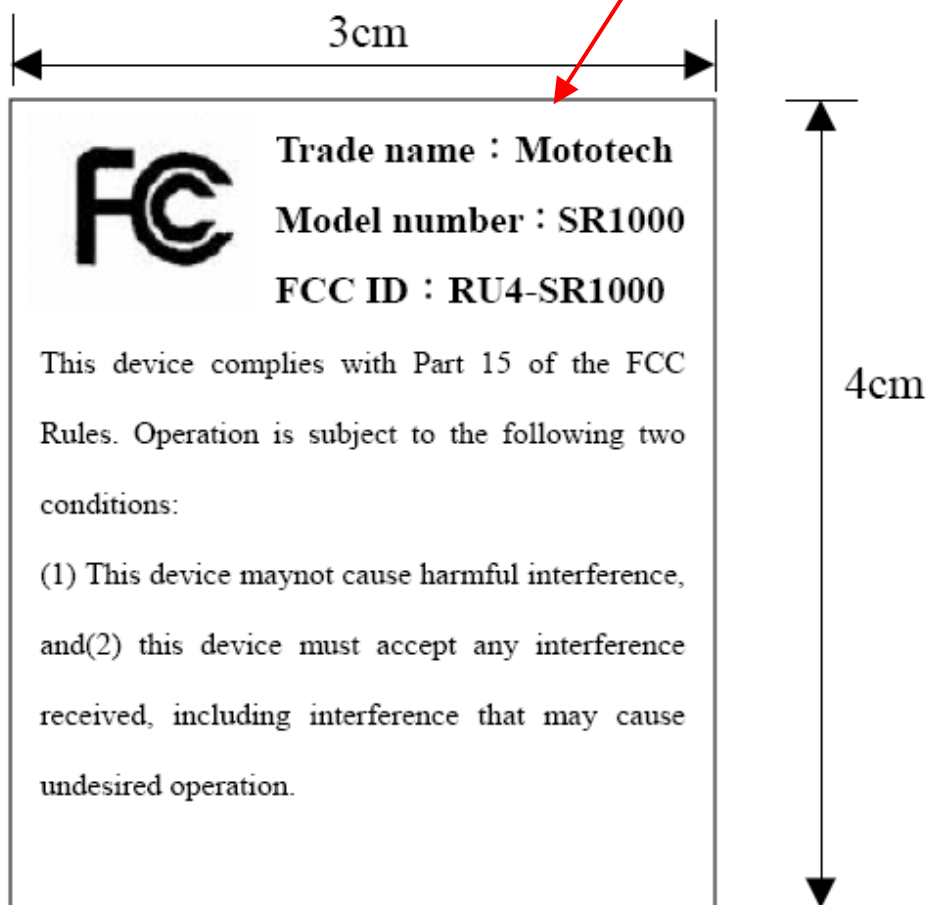 3cm
FCC
Trade name：Mototech
Model number：SR1000
FCC ID：RU4-SR1000
This device complies with Part 15 of the FCC
Rules. Operation is subject to the following two
conditions:
(1) This device maynot cause harmful interference,
and(2) this device must accept any interference
received, including interference that may cause
undesired operation.
4cm